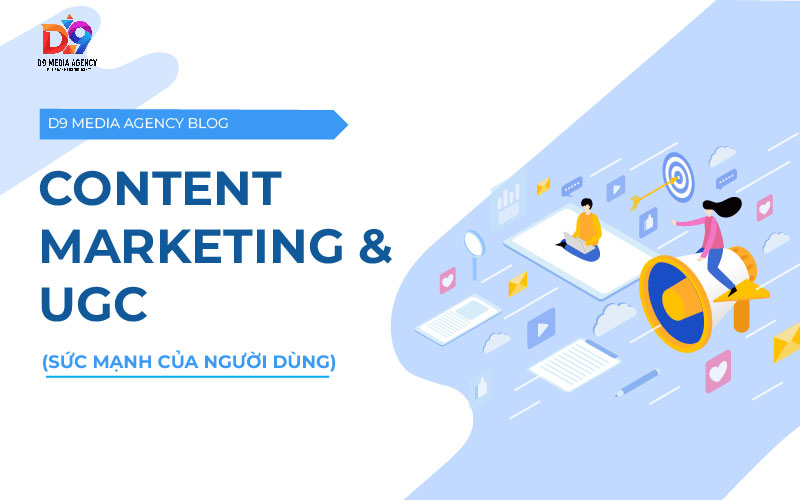 D9
D9 MEDIA AGENCY
D9 MEDIA AGENCY BLOG
CONTENT
MARKETING &
UGC
(SỨC MẠNH CỦA NGƯỜI DÙNG)